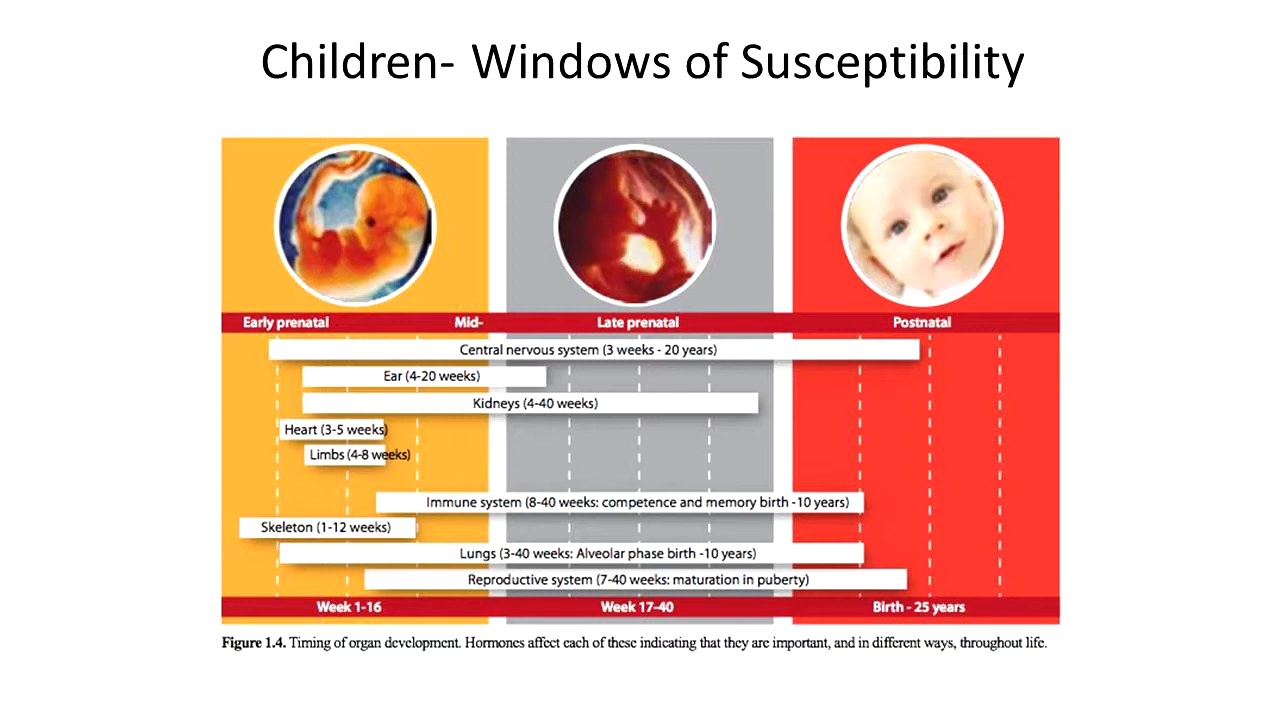 Children- Windows of Susceptibility
Early prenatal Mid- Late prenatal Postnatal
Central nervous system (3 weeks - 20 years)
Ear (4-20 weeks)
Kidneys (4-40 weeks)
Heart (3-5 weeks)
Limbs (4-8 weeks)
Immune system (8-40 weeks: competence and memory birth -10 years)
Skeleton (1-12 weeks)
Lungs (3-40 weeks: Alveolar phase birth -10 years)
Reproductive system (7-40 weeks: maturation in puberty)
Week 1-16 Week 17-40 Birth - 25 years
Figure 1.4. Timing of organ development. Hormones affect each of these indicating that they are important, and in different ways, throughout life.